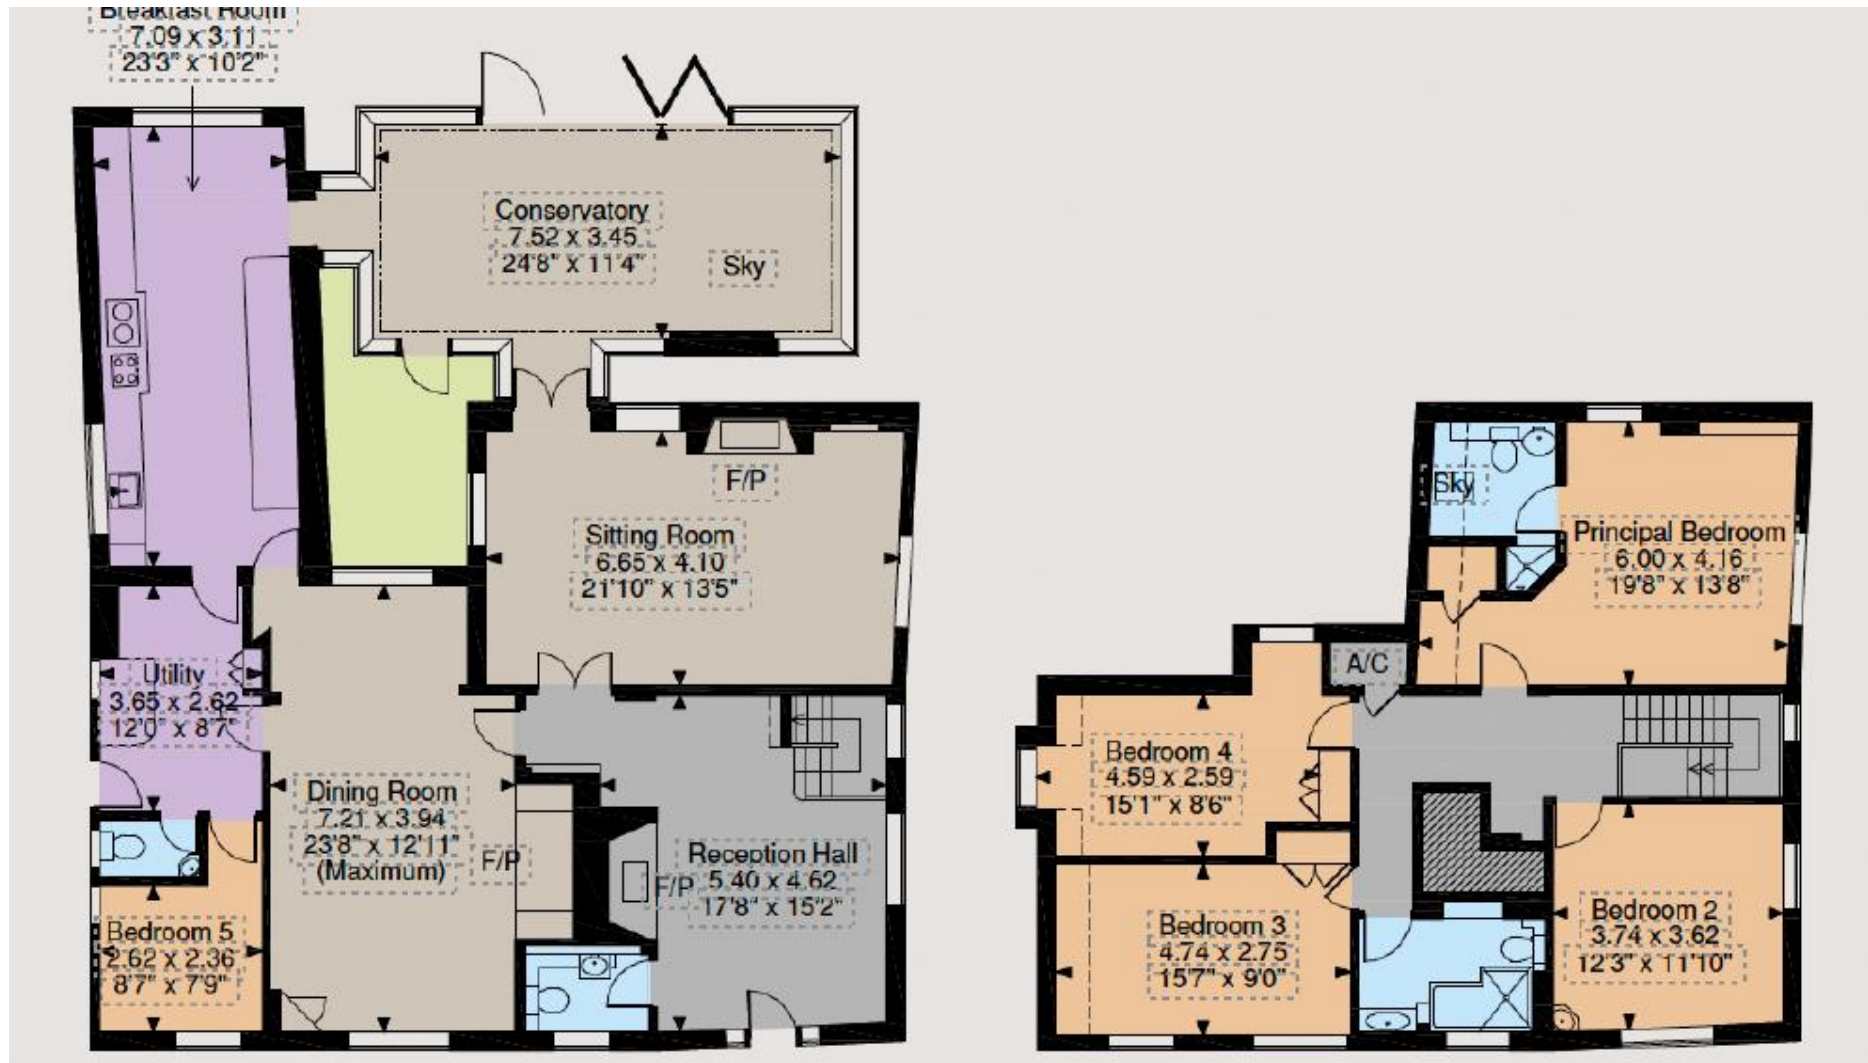 Breakfast Room
7.09 x 3.11
23'3" x 10'2"
Conservatory
7.52 x 3.45
24'8" x 11'4"
Sky
F/P
Sitting Room
6.65 x 4.10
21'10" x 13'5"
Utility
3.65 x 2.62
12'0" x 8'7"
Dining Room
7.21 x 3.94
23'8" x 12'11"
(Maximum)
F/P
F/P
Reception Hall
5.40 x 4.62
17'8" x 15'2"
Bedroom 5
2.62 x 2.36
8'7" x 7'9"
Sky
Principal Bedroom
6.00 x 4.16
19'8" x 13'8"
A/C
Bedroom 4
4.59 x 2.59
15'1" x 8'6"
Bedroom 3
4.74 x 2.75
15'7" x 9'0"
Bedroom 2
3.74 x 3.62
12'3" x 11'10"